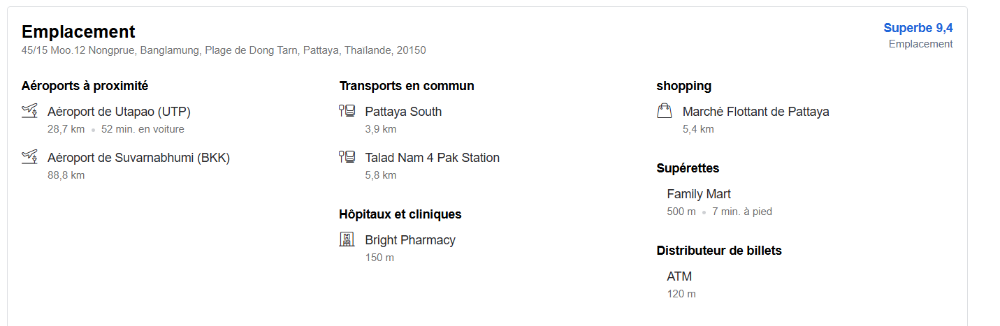 Emplacement
45/15 Moo.12 Nongprue, Banglamung, Plage de Dong Tarn, Pattaya, Thaïlande, 20150
Superbe 9,4
Emplacement
Aéroports à proximité
Aéroport de Utapao (UTP)
28,7 km • 52 min. en voiture
Aéroport de Suvarnabhumi (BKK)
88,8 km
Transports en commun
Pattaya South
3,9 km
Talad Nam 4 Pak Station
5,8 km
Hôpitaux et cliniques
Bright Pharmacy
150 m
shopping
Marché Flottant de Pattaya
5,4 km
Supérettes
Family Mart
500 m • 7 min. à pied
Distributeur de billets
ATM
120 m